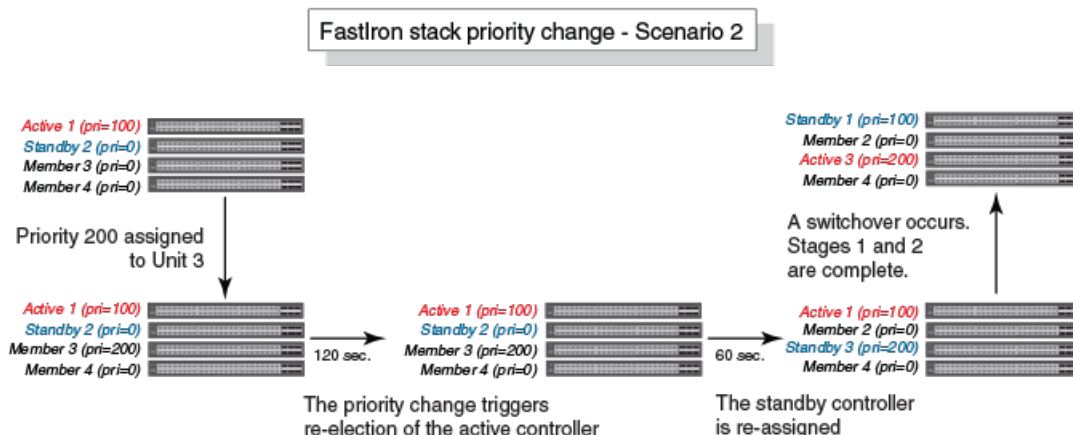 FastIron stack priority change - Scenario 2
Active 1 (pri=100)
Standby 2 (pri=0)
Member 3 (pri=0)
Member 4 (pri=0)
Priority 200 assigned
to Unit 3
Active 1 (pri=100)
Standby 2 (pri=0)
Member 3 (pri=200)
Member 4 (pri=0)
120 sec.
Active 1 (pri=100)
Standby 2 (pri=0)
Member 3 (pri=200)
Member 4 (pri=0)
The priority change triggers
re-election of the active controller
60 sec.
Active 1 (pri=100)
Member 2 (pri=0)
Standby 3 (pri=200)
Member 4 (pri=0)
The standby controller
is re-assigned
A switchover occurs.
Stages 1 and 2
are complete.
Standby 1 (pri=100)
Member 2 (pri=0)
Active 3 (pri=200)
Member 4 (pri=0)